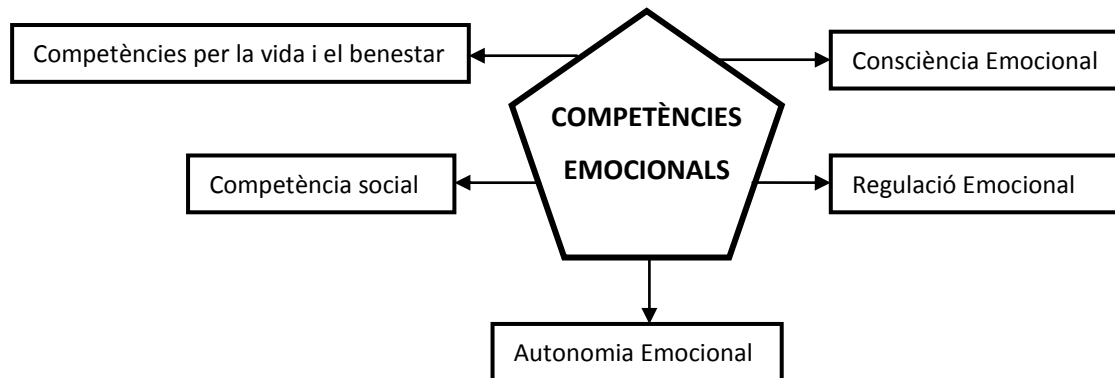 Competències per la vida i el benestar
Consciència Emocional
COMPETÈNCIES
EMOCIONALS
Competència social
Regulació Emocional
Autonomia Emocional